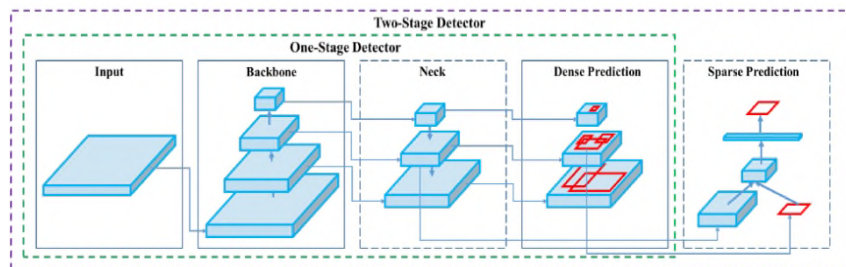 Two-Stage Detector
One-Stage Detector
Input
Backbone
Neck
Dense Prediction
Sparse Prediction